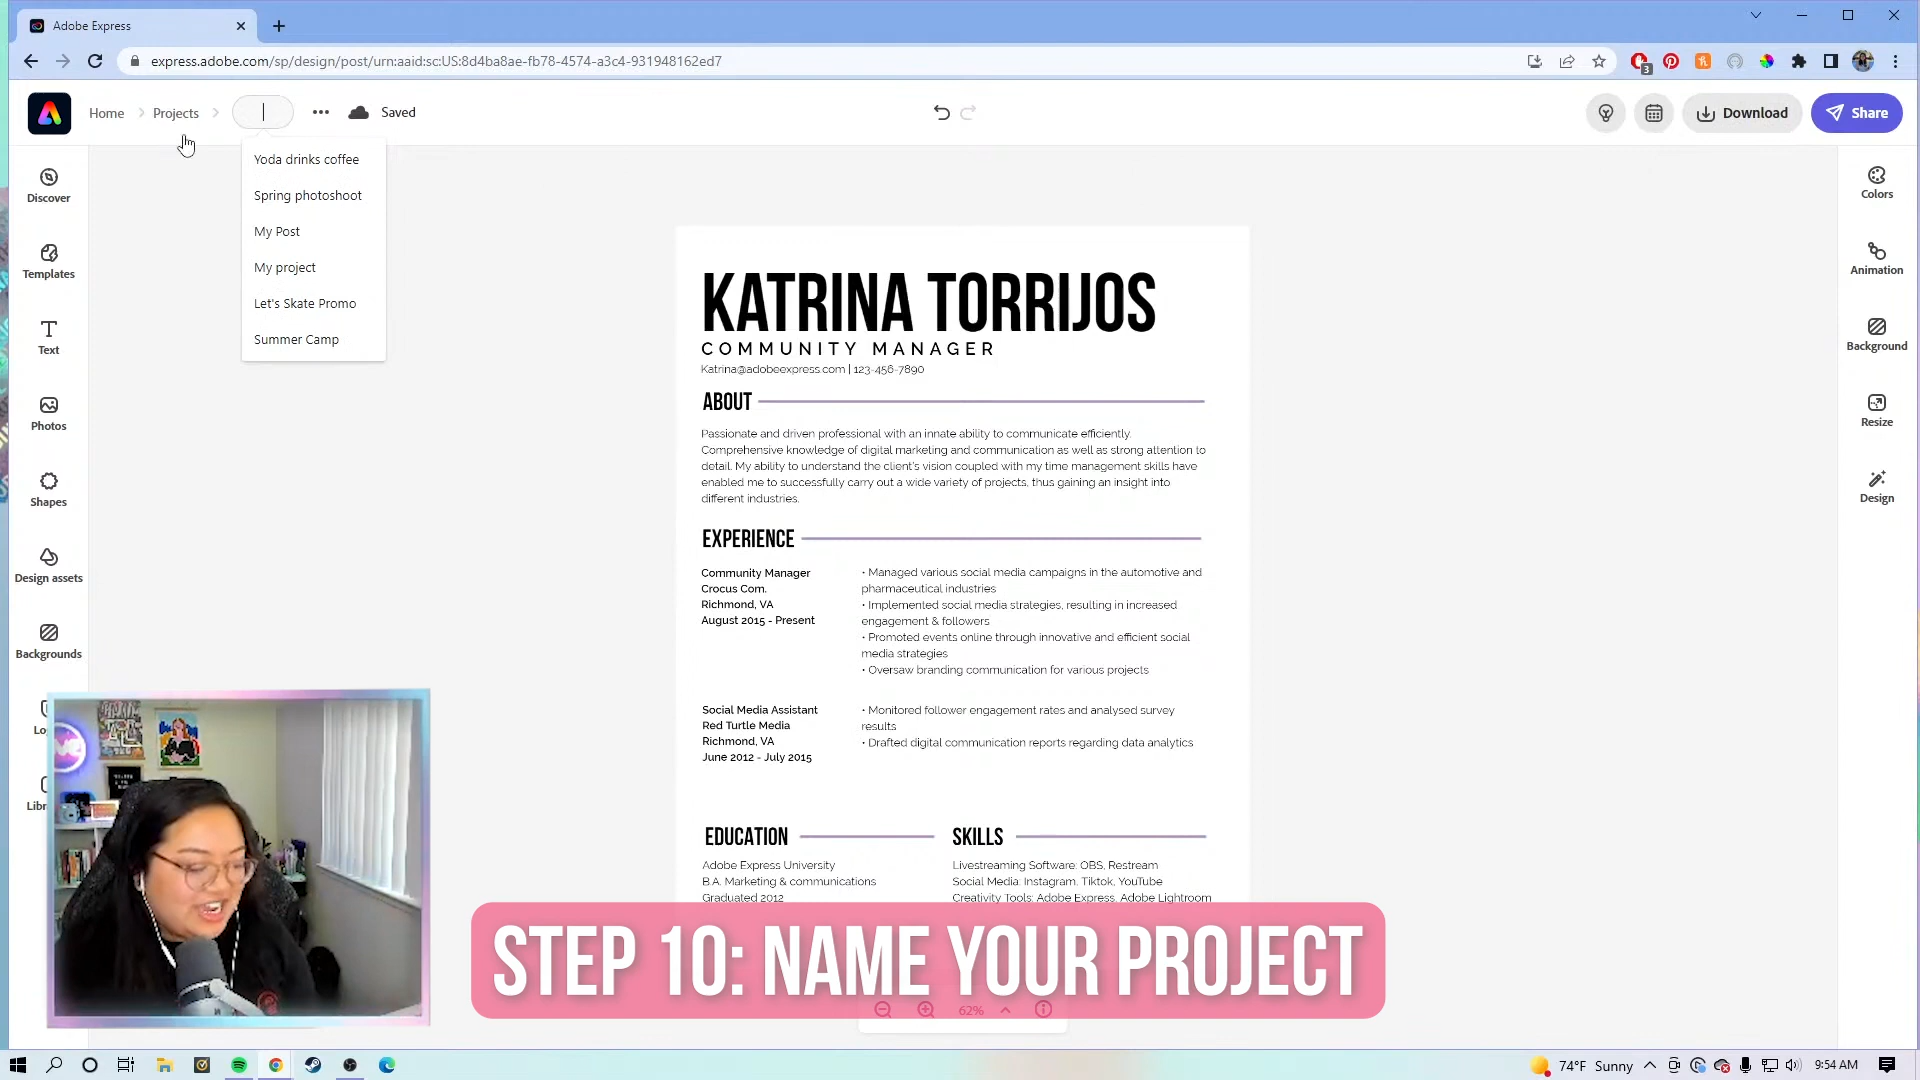 Adobe Express
express.adobe.com/sp/design/post/urn:aaid:sc:US:8d4ba8ae-fb78-4574-a3c4-931948162ed7
3
Home
Projects
Saved
Download
Share
Yoda drinks coffee
Spring photoshoot
My Post
My project
Let's Skate Promo
Summer Camp
Discover
Templates
Text
Photos
Shapes
Design assets
Backgrounds
Colors
Animation
Background
Resize
Design
KATRINA TORRIJOS
COMMUNITY MANAGER
Katrina@adobeexpress.com | 123-456-7890
ABOUT
Passionate and driven professional with an innate ability to communicate efficiently.
Comprehensive knowledge of digital marketing and communication as well as strong attention to
detail. My ability to understand the client's vision coupled with my time management skills have
enabled me to successfully carry out a wide variety of projects, thus gaining an insight into
different industries.
EXPERIENCE
Community Manager
Crocus Com.
Richmond, VA
August 2015 - Present
• Managed various social media campaigns in the automotive and
pharmaceutical industries
• Implemented social media strategies, resulting in increased
engagement & followers
• Promoted events online through innovative and efficient social
media strategies
• Oversaw branding communication for various projects
Social Media Assistant
Red Turtle Media
Richmond, VA
June 2012 - July 2015
• Monitored follower engagement rates and analysed survey
results
• Drafted digital communication reports regarding data analytics
EDUCATION
Adobe Express University
B.A. Marketing & communications
Graduated 2012
SKILLS
Livestreaming Software: OBS, Restream
Social Media: Instagram, Tiktok, YouTube
Creativity Tools: Adobe Express, Adobe Lightroom
STEP 10: NAME YOUR PROJECT
62%
74°F Sunny
9:54 AM